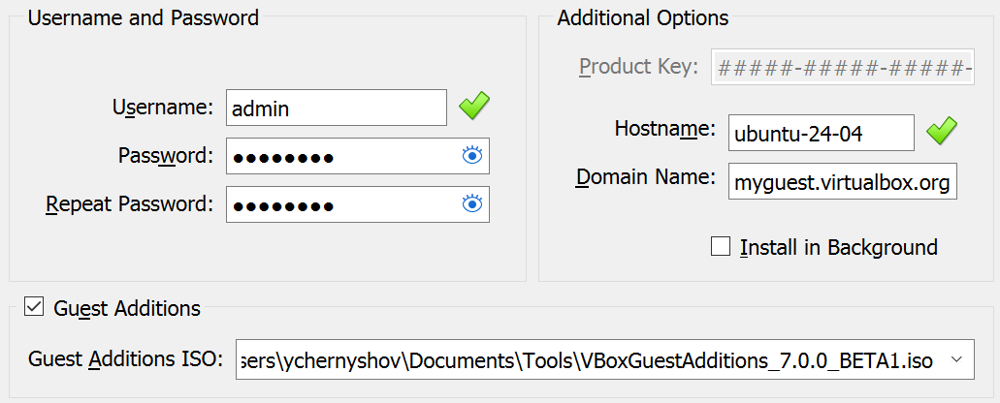 Username and Password
Username: admin
Password: ●●●●●●●●
Repeat Password: ●●●●●●●●
Additional Options
Product Key: #####-#####-#####-
Hostname: ubuntu-24-04
Domain Name: myguest.virtualbox.org
Install in Background
Guest Additions
Guest Additions ISO: sers\ychernyshov\Documents\Tools\VBoxGuestAdditions_7.0.0_BETA1.iso